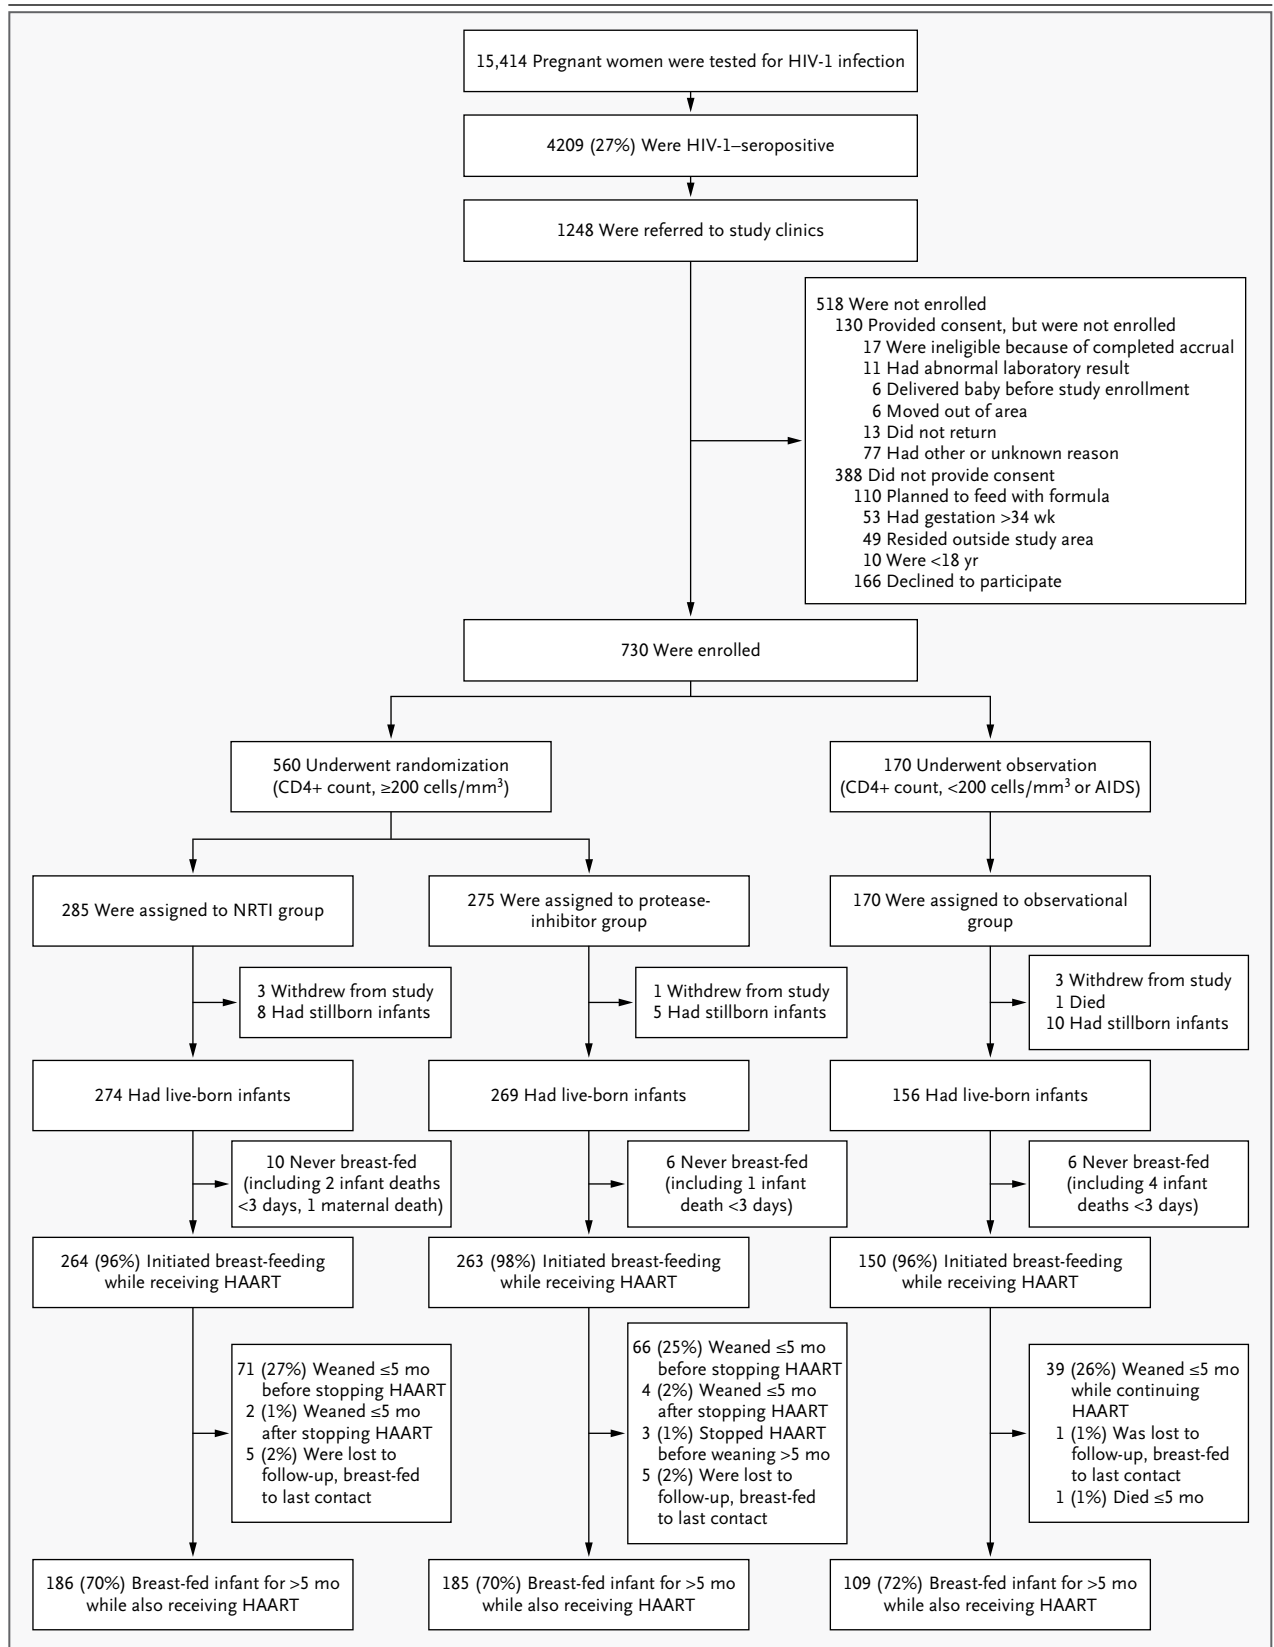 15,414 Pregnant women were tested for HIV-1 infection
4209 (27%) Were HIV-1–seropositive
1248 Were referred to study clinics
518 Were not enrolled
130 Provided consent, but were not enrolled
17 Were ineligible because of completed accrual
11 Had abnormal laboratory result
6 Delivered baby before study enrollment
6 Moved out of area
13 Did not return
77 Had other or unknown reason
388 Did not provide consent
110 Planned to feed with formula
53 Had gestation >34 wk
49 Resided outside study area
10 Were <18 yr
166 Declined to participate
730 Were enrolled
560 Underwent randomization
(CD4+ count, ≥200 cells/mm³)
170 Underwent observation
(CD4+ count, <200 cells/mm³ or AIDS)
285 Were assigned to NRTI group
275 Were assigned to protease-
inhibitor group
170 Were assigned to observational
group
3 Withdrew from study
8 Had stillborn infants
1 Withdrew from study
5 Had stillborn infants
3 Withdrew from study
1 Died
10 Had stillborn infants
274 Had live-born infants
269 Had live-born infants
156 Had live-born infants
10 Never breast-fed
(including 2 infant deaths
<3 days, 1 maternal death)
6 Never breast-fed
(including 1 infant
death <3 days)
6 Never breast-fed
(including 4 infant
deaths <3 days)
264 (96%) Initiated breast-feeding
while receiving HAART
263 (98%) Initiated breast-feeding
while receiving HAART
150 (96%) Initiated breast-feeding
while receiving HAART
71 (27%) Weaned ≤5 mo
before stopping HAART
2 (1%) Weaned ≤5 mo
after stopping HAART
5 (2%) Were lost to
follow-up, breast-fed
to last contact
66 (25%) Weaned ≤5 mo
before stopping HAART
4 (2%) Weaned ≤5 mo
after stopping HAART
3 (1%) Stopped HAART
before weaning >5 mo
5 (2%) Were lost to
follow-up, breast-fed
to last contact
39 (26%) Weaned ≤5 mo
while continuing
HAART
1 (1%) Was lost to
follow-up, breast-fed
to last contact
1 (1%) Died ≤5 mo
186 (70%) Breast-fed infant for >5 mo
while also receiving HAART
185 (70%) Breast-fed infant for >5 mo
while also receiving HAART
109 (72%) Breast-fed infant for >5 mo
while also receiving HAART